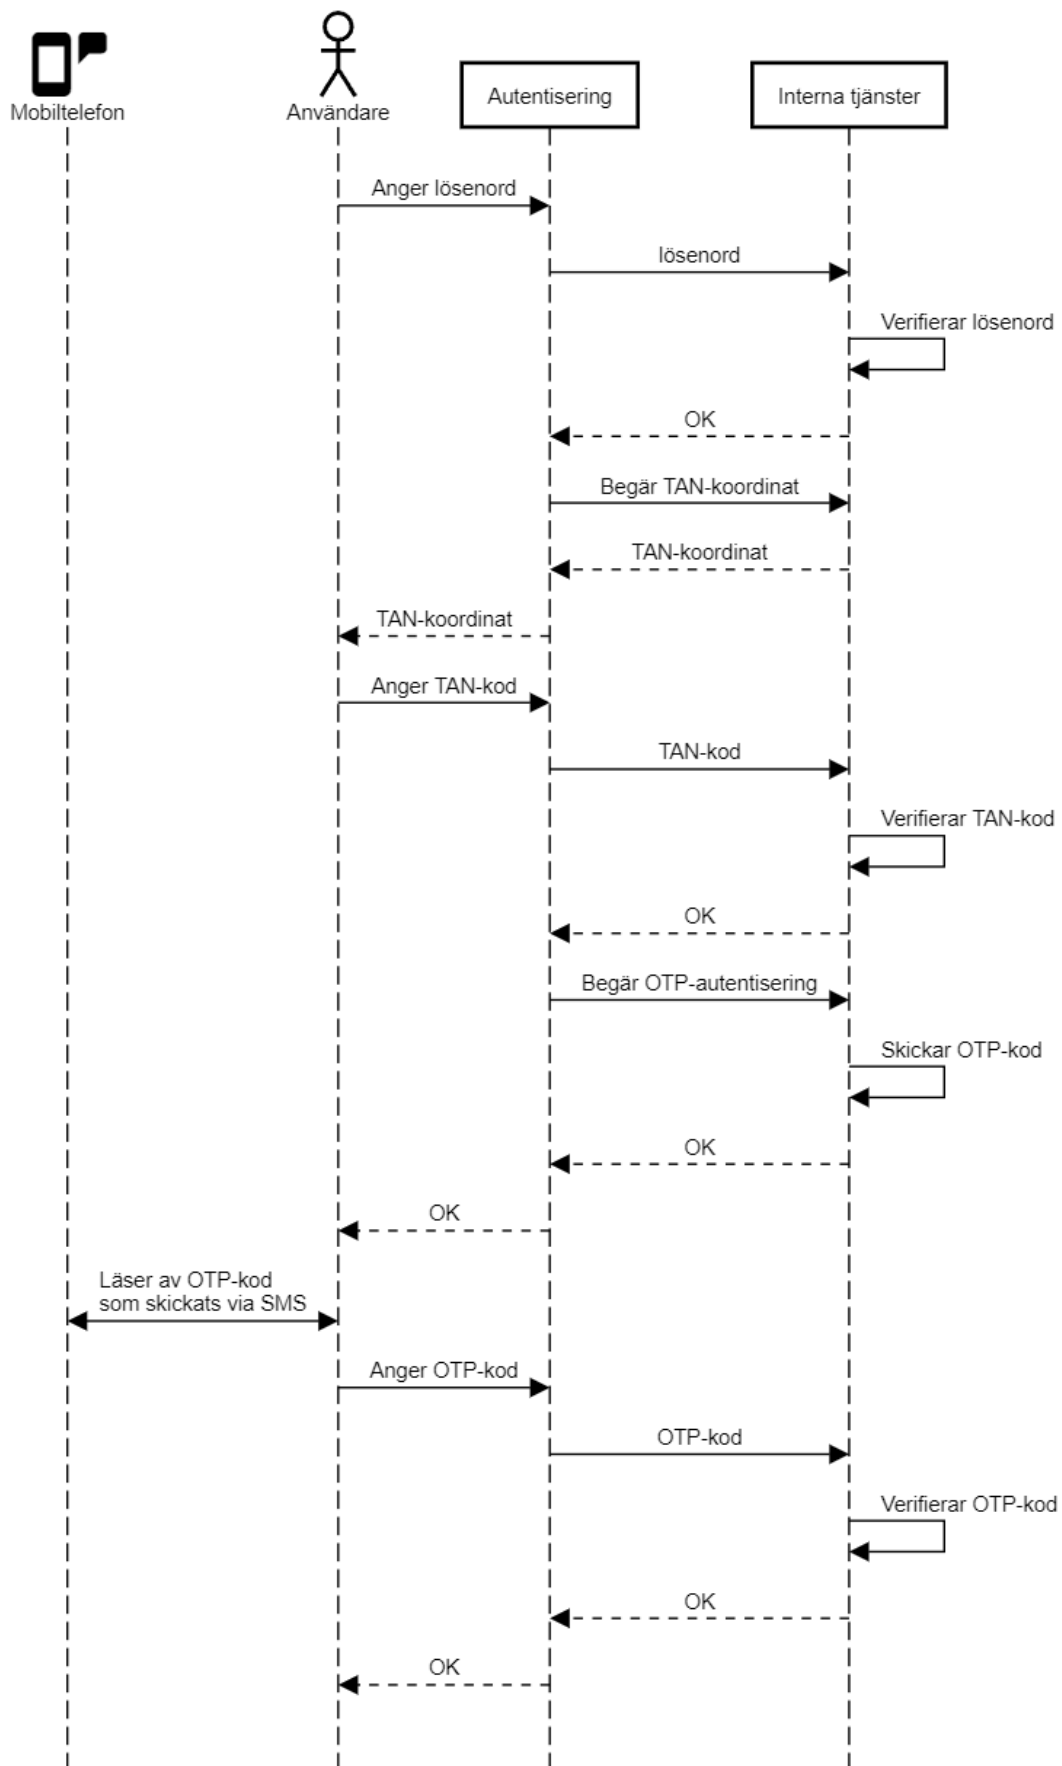 Mobiltelefon
Användare
Autentisering
Interna tjänster
Anger lösenord
lösenord
Verifierar lösenord
OK
Begär TAN-koordinat
TAN-koordinat
TAN-koordinat
Anger TAN-kod
TAN-kod
Verifierar TAN-kod
OK
Begär OTP-autentisering
Skickar OTP-kod
OK
OK
Läser av OTP-kod
som skickats via SMS
Anger OTP-kod
OTP-kod
Verifierar OTP-kod
OK
OK